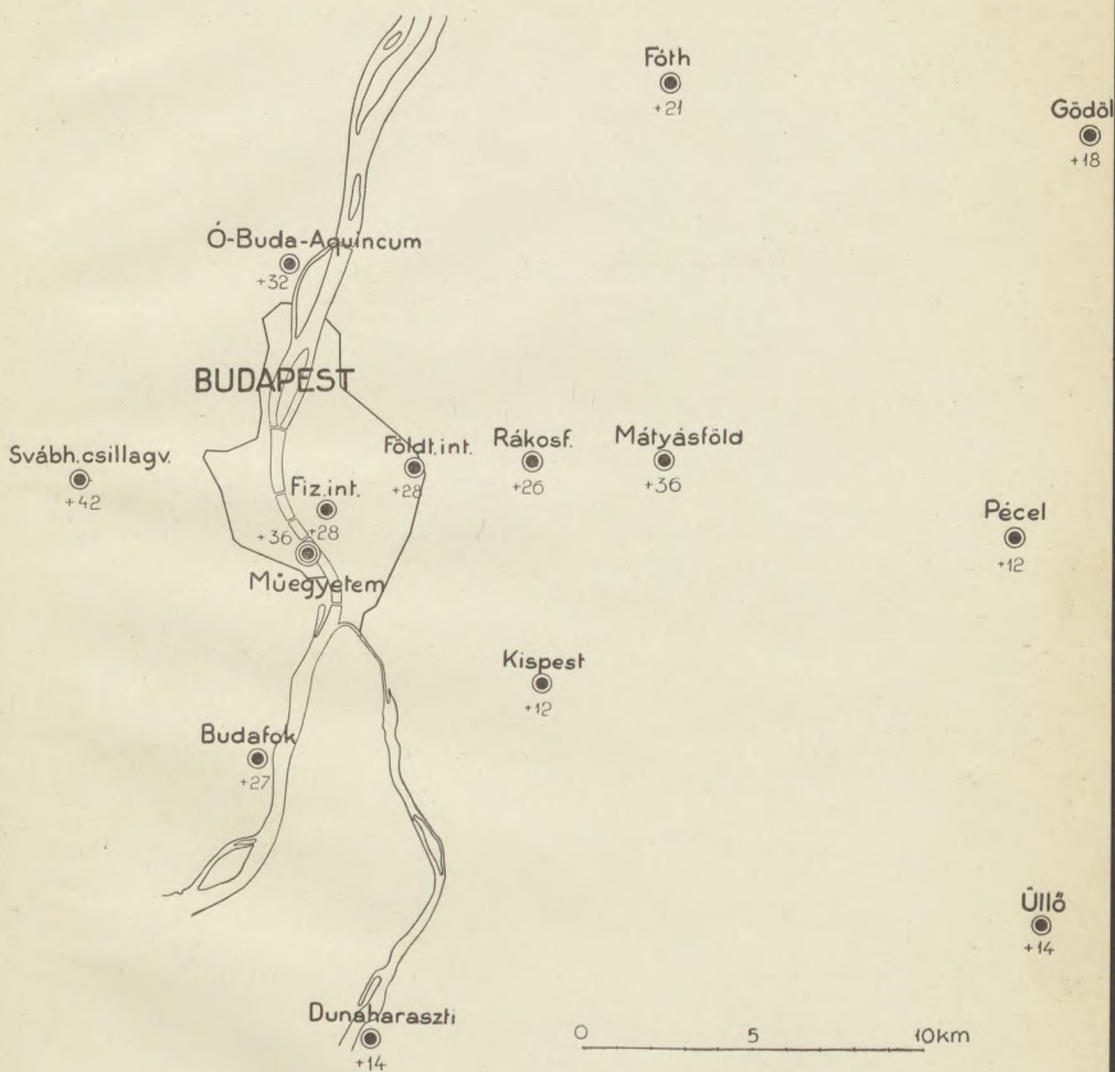 Fóth
+21
Gödöl
+18
Ó-Buda-Aquincum
+32
BUDAPEST
Svábh.csillagv.
+42
Földt.int.
+28
Rákosf.
+26
Mátyásföld
+36
Fiz.int.
+28
+36
Műegyetem
Pécel
+12
Kispest
+12
Budafok
+27
Üllő
+14
Dunaharaszti
+14
0 5 10km